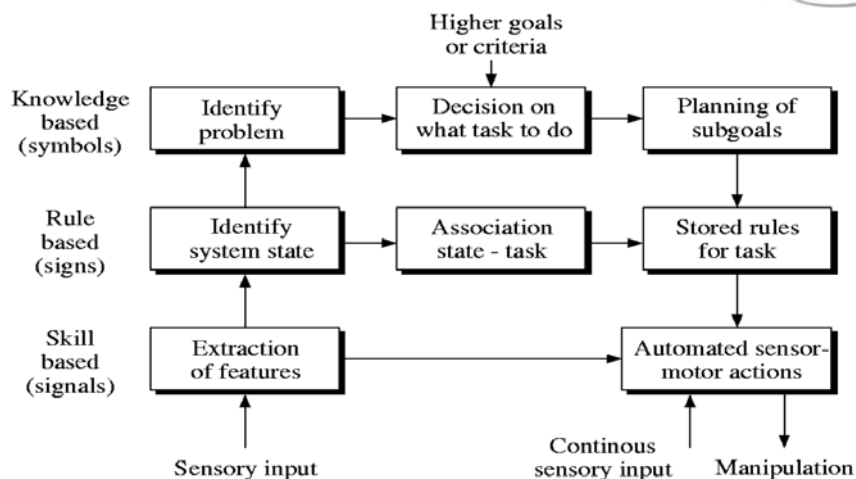 Higher goals
or criteria
Knowledge
based
(symbols)
Identify
problem
Decision on
what task to do
Planning of
subgoals
Rule
based
(signs)
Identify
system state
Association
state - task
Stored rules
for task
Skill
based
(signals)
Extraction
of features
Automated sensor-
motor actions
Sensory input
Continous
sensory input
Manipulation